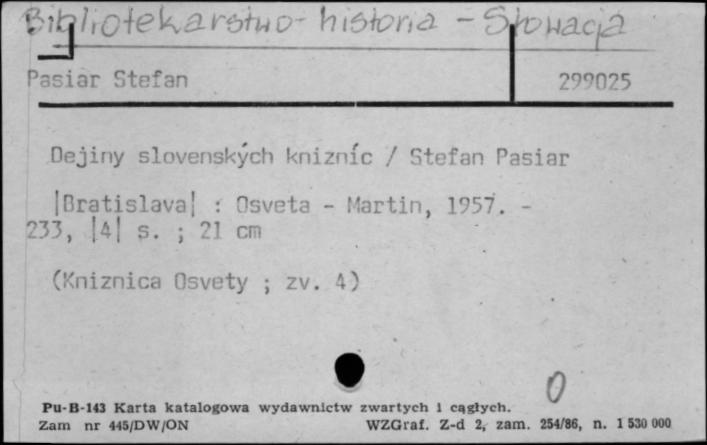 Bibliotekarstwo - historia - Słowacja
Pasiar Stefan 299025
Dejiny slovenských knizníc / Stefan Pasiar
|Bratislava| : Osveta - Martin, 1957. -
233, |4| s. ; 21 cm
(Kniznica Osvety ; zv. 4)
0
Pu-B-143 Karta katalogowa wydawnictw zwartych i ciągłych.
Zam nr 445/DW/ON WZGraf. Z-d 2, zam. 254/86, n. 1 530 000